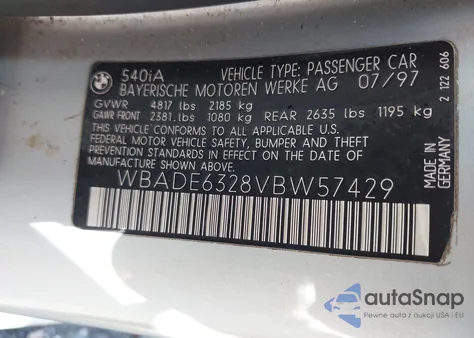 BMW
540iA VEHICLE TYPE: PASSENGER CAR
BAYERISCHE MOTOREN WERKE AG 07/97
GVWR 4817 lbs 2185 kg
GAWR FRONT 2381 lbs 1080 kg REAR 2635 lbs 1195 kg
THIS VEHICLE CONFORMS TO ALL APPLICABLE U.S.
FEDERAL MOTOR VEHICLE SAFETY, BUMPER AND THEFT
PREVENTION STANDARDS IN EFFECT ON THE DATE OF
MANUFACTURE SHOWN ABOVE.
WBADE6328VBW57429
MADE IN GERMANY
2 122 606
autoSnap
Pewne auta z aukcji USA i EU